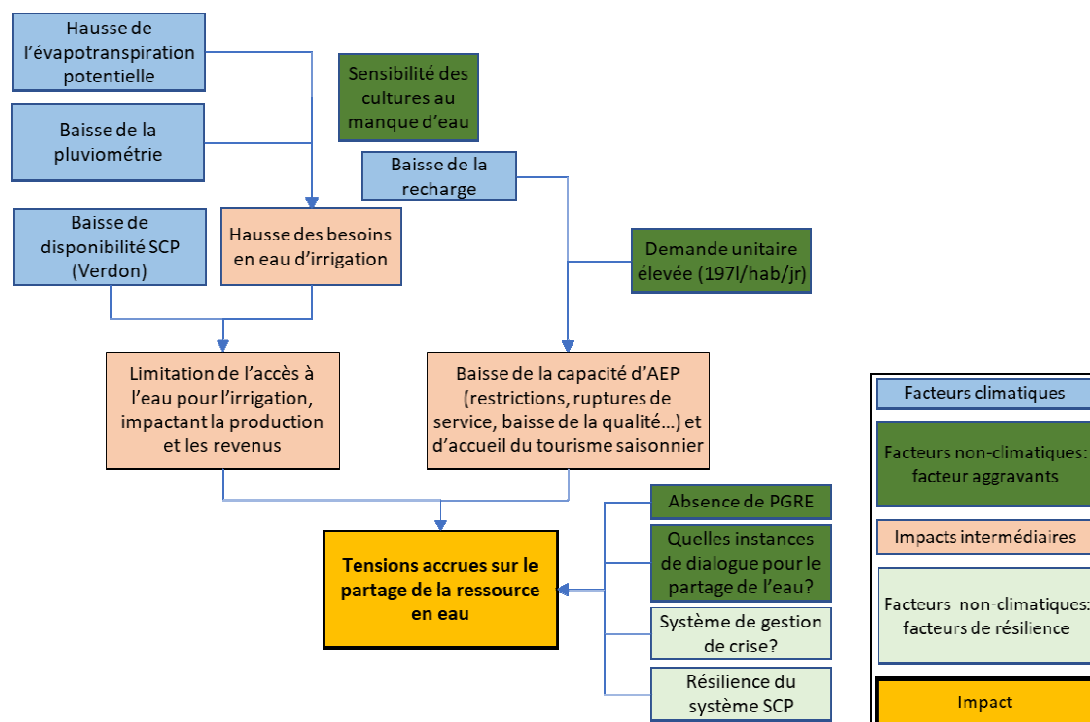 Hausse de
l'évapotranspiration
potentielle
Sensibilité des
cultures au
manque d'eau
Baisse de la
pluviométrie
Baisse de la
recharge
Baisse de
disponibilité SCP
(Verdon)
Hausse des besoins
en eau d'irrigation
Demande unitaire
élevée (197l/hab/jr)
Limitation de l'accès à
l'eau pour l'irrigation,
impactant la production
et les revenus
Baisse de la capacité d'AEP
(restrictions, ruptures de
service, baisse de la qualité...) et
d'accueil du tourisme saisonnier
Absence de PGRE
Quelles instances
de dialogue pour le
partage de l'eau?
Système de gestion
de crise?
Résilience du
système SCP
Tensions accrues sur le
partage de la ressource
en eau
Facteurs climatiques
Facteurs non-climatiques:
facteur aggravants
Impacts intermédiaires
Facteurs non-climatiques:
facteurs de résilience
Impact